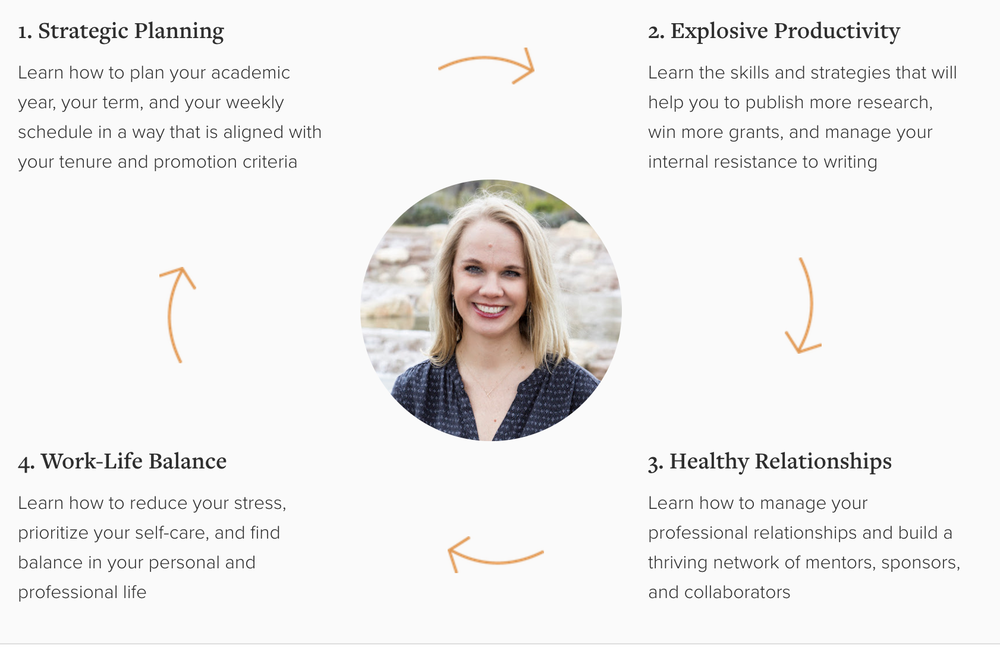 1. Strategic Planning
Learn how to plan your academic
year, your term, and your weekly
schedule in a way that is aligned with
your tenure and promotion criteria
2. Explosive Productivity
Learn the skills and strategies that will
help you to publish more research,
win more grants, and manage your
internal resistance to writing
3. Healthy Relationships
Learn how to manage your
professional relationships and build a
thriving network of mentors, sponsors,
and collaborators
4. Work-Life Balance
Learn how to reduce your stress,
prioritize your self-care, and find
balance in your personal and
professional life